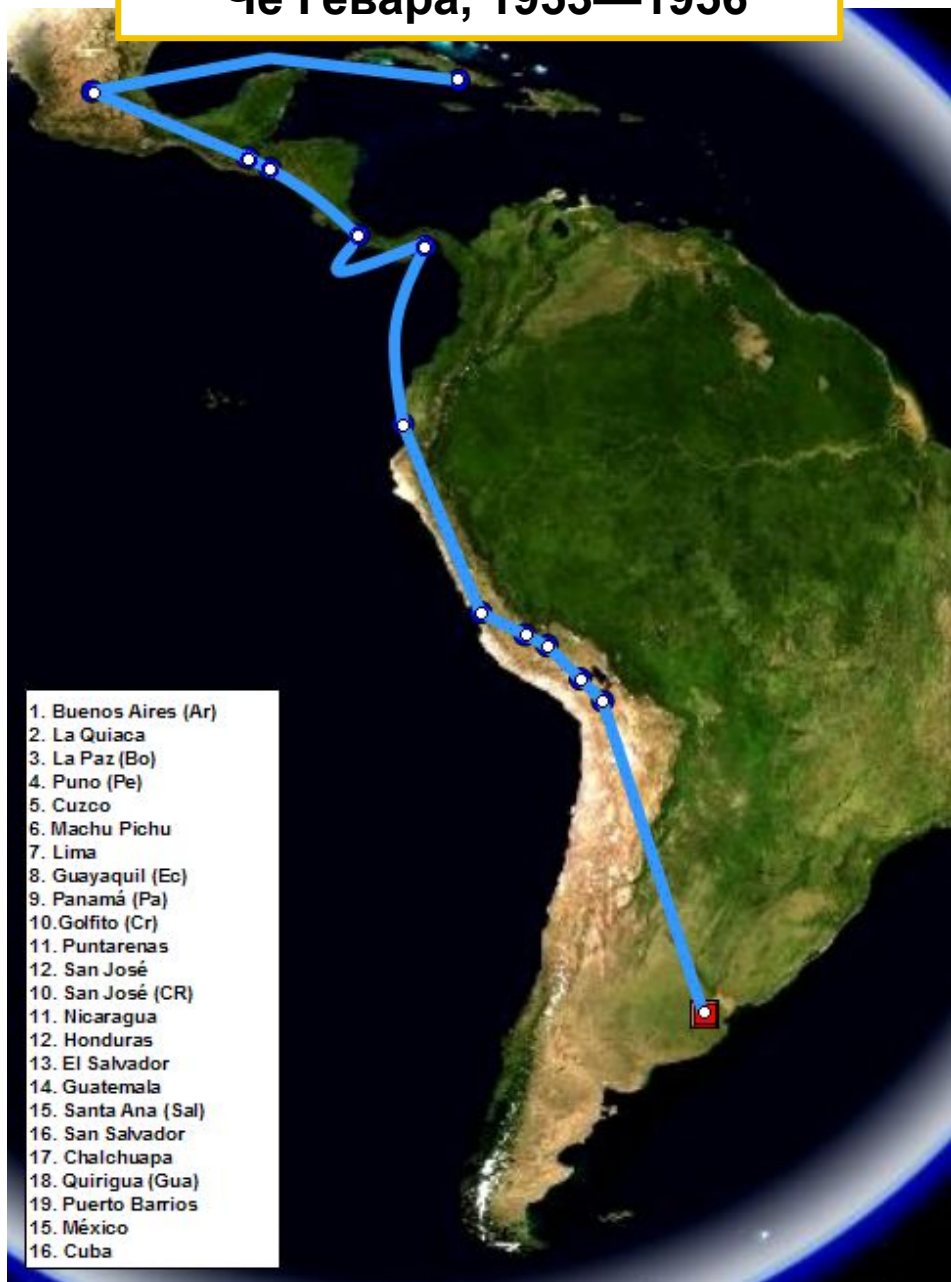 Че Гевара, 1953—1956
1. Buenos Aires (Ar)
2. La Quiaca
3. La Paz (Bo)
4. Puno (Pe)
5. Cuzco
6. Machu Pichu
7. Lima
8. Guayaquil (Ec)
9. Panamá (Pa)
10.Golfito (Cr)
11. Puntarenas
12. San José
10. San José (CR)
11. Nicaragua
12. Honduras
13. El Salvador
14. Guatemala
15. Santa Ana (Sal)
16. San Salvador
17. Chalchuapa
18. Quirigua (Gua)
19. Puerto Barrios
15. México
16. Cuba